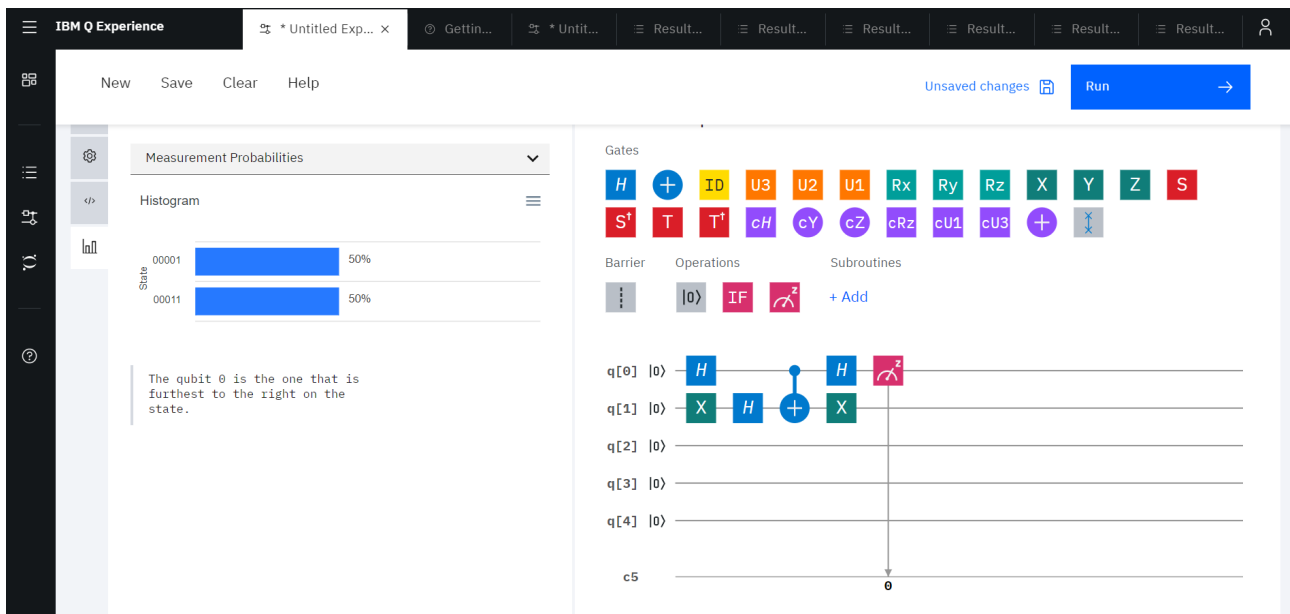 IBM Q Experience
* Untitled Exp... ×
Gettin...
* Untit...
Result...
Result...
Result...
Result...
Result...
Result...
New Save Clear Help
Unsaved changes
Run
Measurement Probabilities
Histogram
State
00001 50%
00011 50%
The qubit 0 is the one that is
furthest to the right on the
state.
Gates
H + ID U3 U2 U1 Rx Ry Rz X Y Z S
S† T T† cH cY cZ cRz cU1 cU3 +
Barrier Operations Subroutines
|0⟩ IF z + Add
q[0] |0⟩ H H z
q[1] |0⟩ X H + X
q[2] |0⟩
q[3] |0⟩
q[4] |0⟩
c5
0